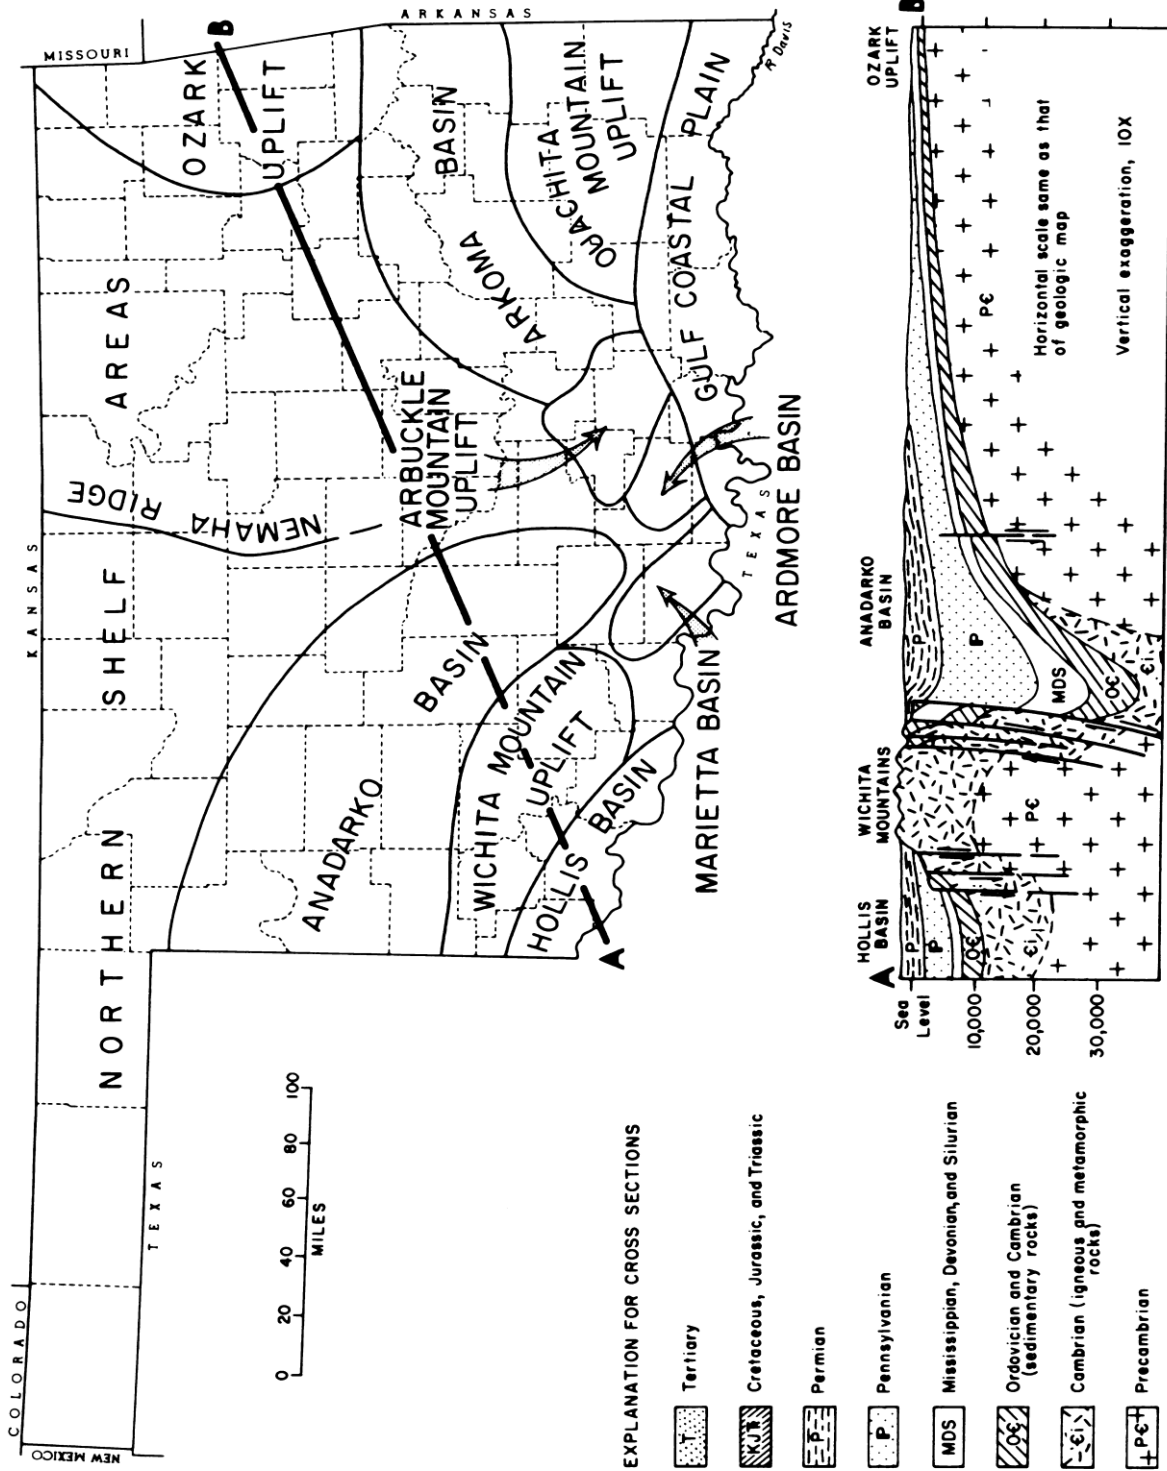 COLORADO
NEW MEXICO
KANSAS
MISSOURI
ARKANSAS
TEXAS
TEXAS
NORTHERN SHELF AREAS
NEMAHA RIDGE
OZARK
UPLIFT
B
ANADARKO
BASIN
ARBUCKLE
MOUNTAIN
UPLIFT
ARKOMA
BASIN
OUACHITA
MOUNTAIN
UPLIFT
WICHITA MOUNTAIN
UPLIFT
HOLLIS
BASIN
A
GULF COASTAL PLAIN
MARIETTA BASIN
ARDMORE BASIN
R Davis
0 20 40 60 80 100
MILES
EXPLANATION FOR CROSS SECTIONS
T Tertiary
KJTR Cretaceous, Jurassic, and Triassic
P Permian
P Pennsylvanian
MDS Mississippian, Devonian, and Silurian
O€ Ordovician and Cambrian
(sedimentary rocks)
€i Cambrian (igneous and metamorphic
rocks)
P€ Precambrian
A
HOLLIS
BASIN
WICHITA
MOUNTAINS
ANADARKO
BASIN
OZARK
UPLIFT
B
Sea
Level
10,000
20,000
30,000
P
P
O€
€i
P€
P
P
MDS
O€
€i
P€
Horizontal scale same as that
of geologic map
Vertical exaggeration, 10X